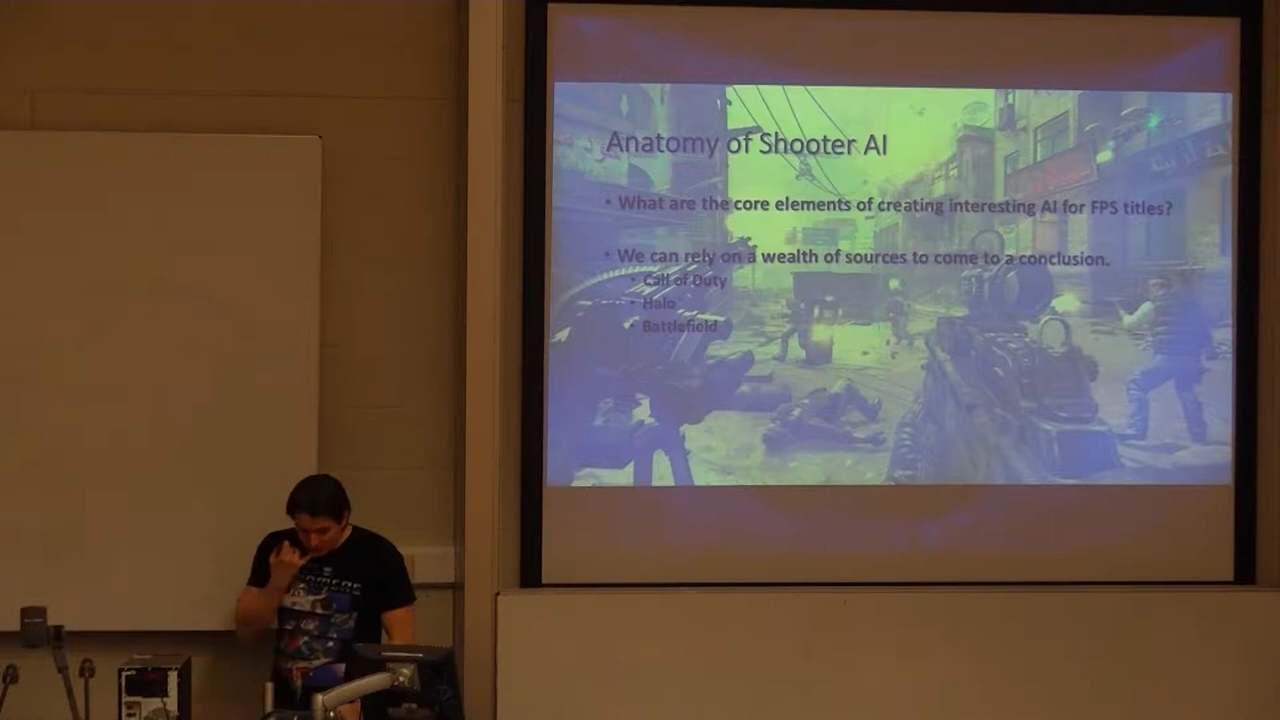 Anatomy of Shooter AI
• What are the core elements of creating interesting AI for FPS titles?
• We can rely on a wealth of sources to come to a conclusion.
• Call of Duty
• Halo
• Battlefield